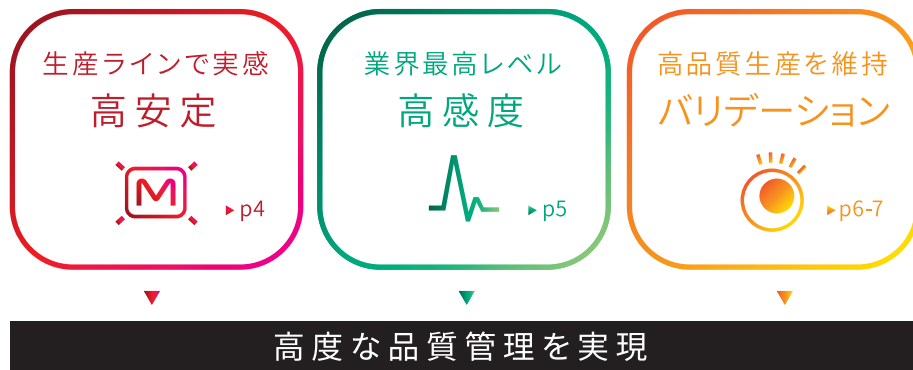 生産ラインで実感
高安定
▶p4
業界最高レベル
高感度
▶p5
高品質生産を維持
バリデーション
▶p6-7
高度な品質管理を実現